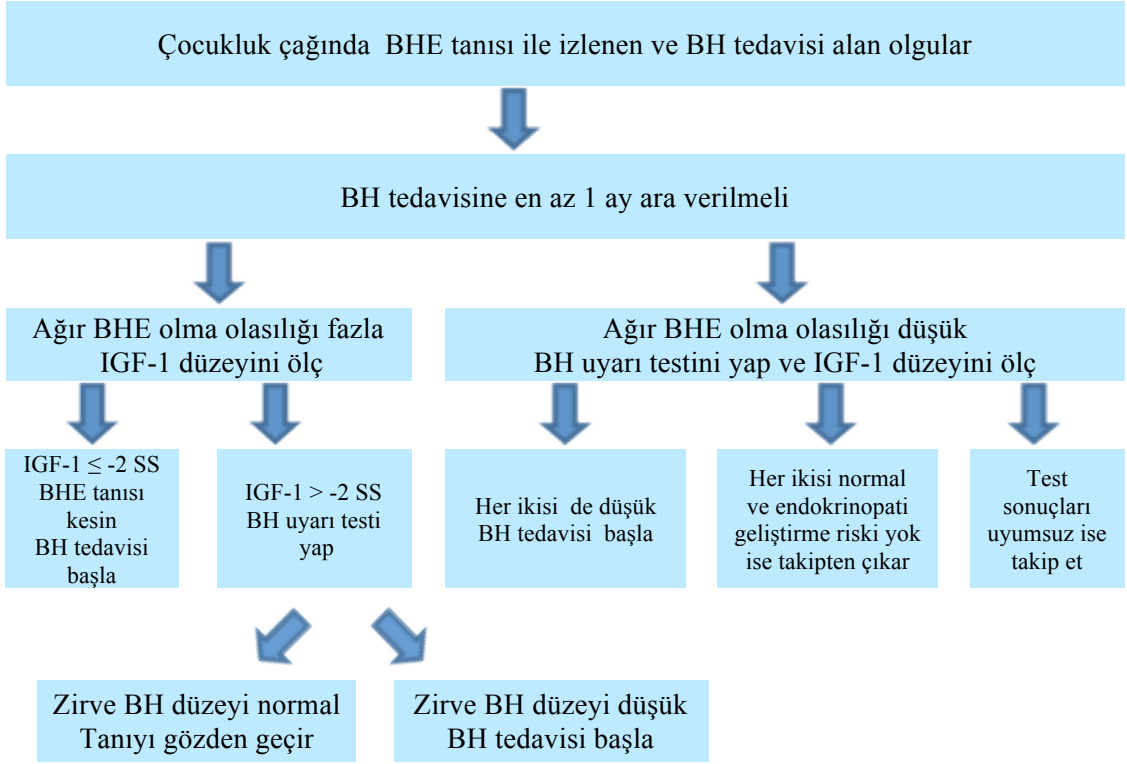 Çocukluk çağında BHE tanısı ile izlenen ve BH tedavisi alan olgular
BH tedavisine en az 1 ay ara verilmeli
Ağır BHE olma olasılığı fazla
IGF-1 düzeyini ölç
Ağır BHE olma olasılığı düşük
BH uyarı testini yap ve IGF-1 düzeyini ölç
IGF-1 ≤ -2 SS
BHE tanısı
kesin
BH tedavisi
başla
IGF-1 > -2 SS
BH uyarı testi
yap
Her ikisi de düşük
BH tedavisi başla
Her ikisi normal
ve endokrinopati
geliştirme riski yok
ise takipten çıkar
Test
sonuçları
uyumsuz ise
takip et
Zirve BH düzeyi normal
Tanıyı gözden geçir
Zirve BH düzeyi düşük
BH tedavisi başla